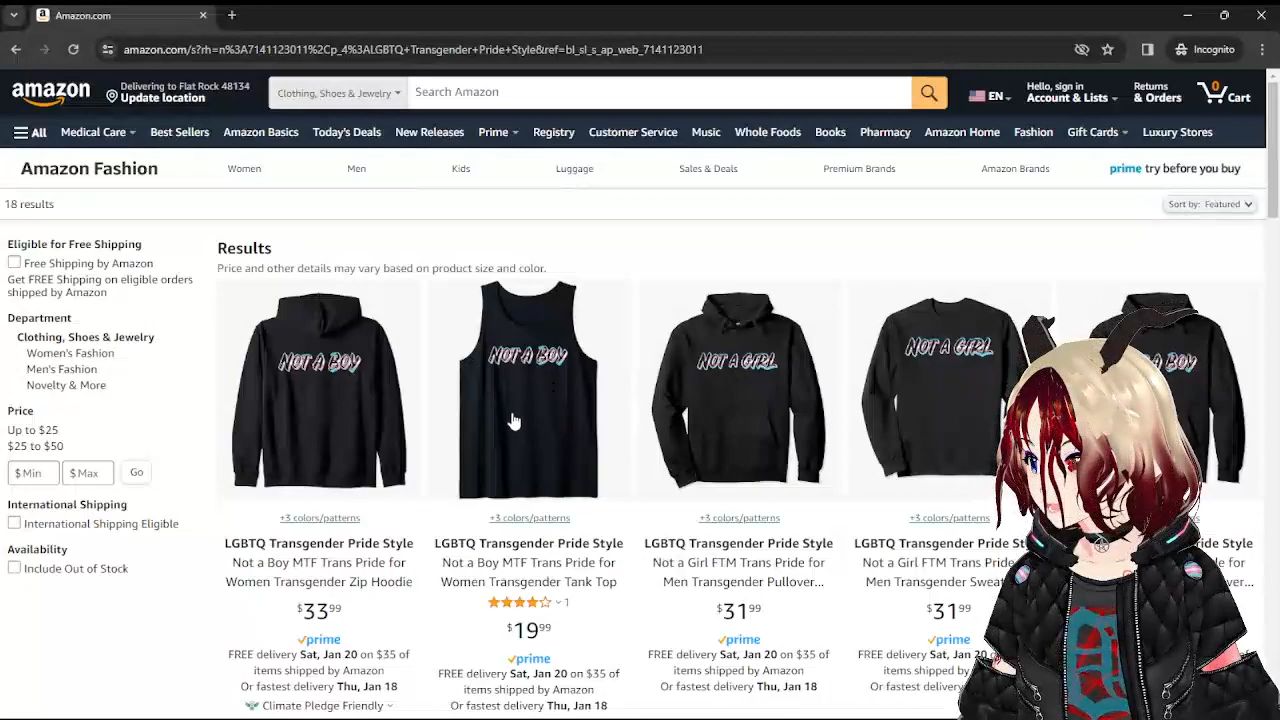 Amazon.com
amazon.com/s?rh=n%3A7141123011%2Cp_4%3ALGBTQ+Transgender+Pride+Style&ref=bl_sl_s_ap_web_7141123011
Incognito
amazon
Delivering to Flat Rock 48134
Update location
Clothing, Shoes & Jewelry
Search Amazon
EN
Hello, sign in
Account & Lists
Returns
& Orders
0
Cart
All
Medical Care
Best Sellers
Amazon Basics
Today's Deals
New Releases
Prime
Registry
Customer Service
Music
Whole Foods
Books
Pharmacy
Amazon Home
Fashion
Gift Cards
Luxury Stores
Amazon Fashion
Women
Men
Kids
Luggage
Sales & Deals
Premium Brands
Amazon Brands
prime try before you buy
18 results
Sort by: Featured
Eligible for Free Shipping
Free Shipping by Amazon
Get FREE Shipping on eligible orders
shipped by Amazon
Department
Clothing, Shoes & Jewelry
Women's Fashion
Men's Fashion
Novelty & More
Price
Up to $25
$25 to $50
$ Min
$ Max
Go
International Shipping
International Shipping Eligible
Availability
Include Out of Stock
Results
Price and other details may vary based on product size and color.
NOT A BOY
+3 colors/patterns
LGBTQ Transgender Pride Style
Not a Boy MTF Trans Pride for
Women Transgender Zip Hoodie
$33.99
prime
FREE delivery Sat, Jan 20 on $35 of
items shipped by Amazon
Or fastest delivery Thu, Jan 18
Climate Pledge Friendly
NOT A BOY
+3 colors/patterns
LGBTQ Transgender Pride Style
Not a Boy MTF Trans Pride for
Women Transgender Tank Top
1
$19.99
prime
FREE delivery Sat, Jan 20 on $35 of
items shipped by Amazon
Or fastest delivery Thu, Jan 18
NOT A GIRL
+3 colors/patterns
LGBTQ Transgender Pride Style
Not a Girl FTM Trans Pride for
Men Transgender Pullover...
$31.99
prime
FREE delivery Sat, Jan 20 on $35 of
items shipped by Amazon
Or fastest delivery Thu, Jan 18
NOT A GIRL
+3 colors/patterns
LGBTQ Transgender Pride
Not a Girl FTM Trans Pride
Men Transgender
$31.99
prime
FREE delivery Sat, Jan 20
items shipped by Amazon
Or fastest delivery Thu, Jan 18
BOY
Style